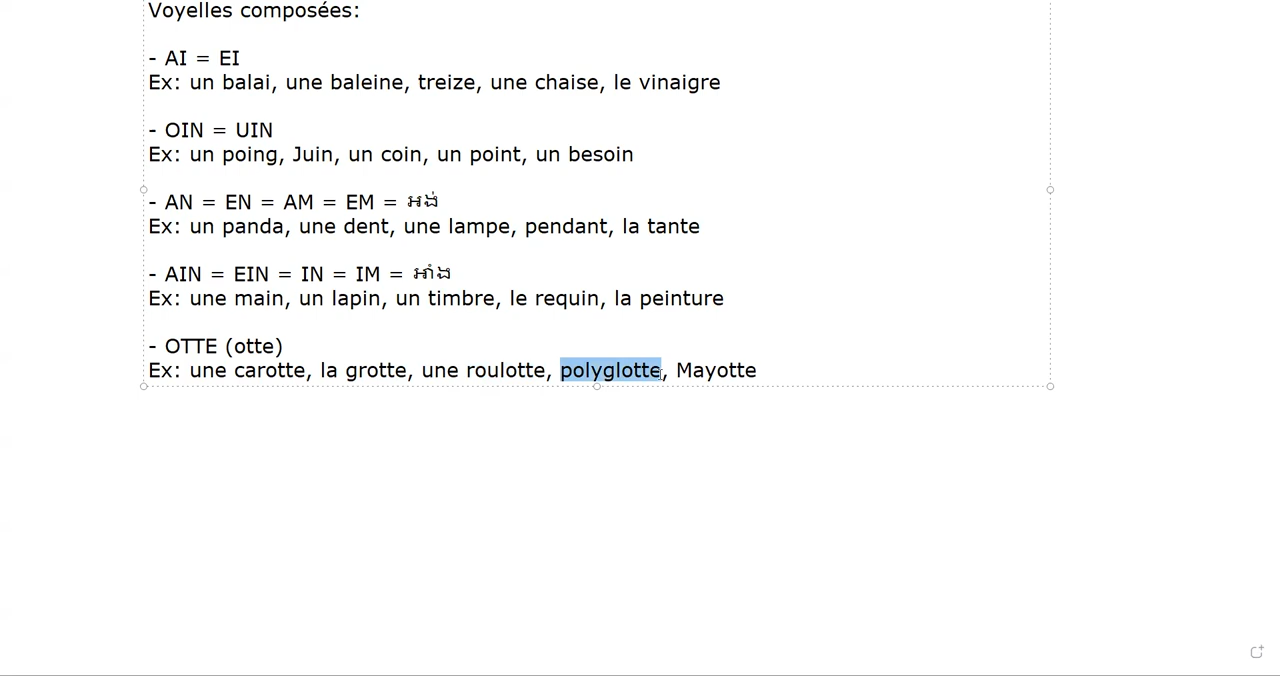 Voyelles composées:
- AI = EI
Ex: un balai, une baleine, treize, une chaise, le vinaigre
- OIN = UIN
Ex: un poing, Juin, un coin, un point, un besoin
- AN = EN = AM = EM = អង់
Ex: un panda, une dent, une lampe, pendant, la tante
- AIN = EIN = IN = IM = អាំង
Ex: une main, un lapin, un timbre, le requin, la peinture
- OTTE (otte)
Ex: une carotte, la grotte, une roulotte, polyglotte, Mayotte